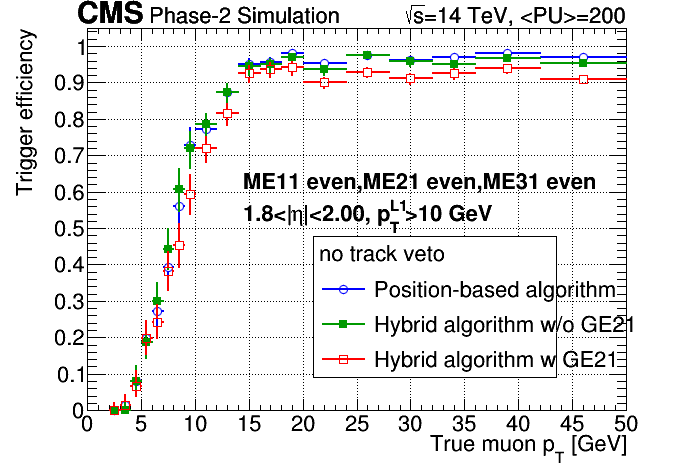 CMS Phase-2 Simulation √s=14 TeV, <PU>=200
Trigger efficiency
1
0.9
0.8
0.7
0.6
0.5
0.4
0.3
0.2
0.1
0
ME11 even,ME21 even,ME31 even
1.8<|η|<2.00, p_T^L1>10 GeV
no track veto
Position-based algorithm
Hybrid algorithm w/o GE21
Hybrid algorithm w GE21
0 5 10 15 20 25 30 35 40 45 50
True muon p_T [GeV]